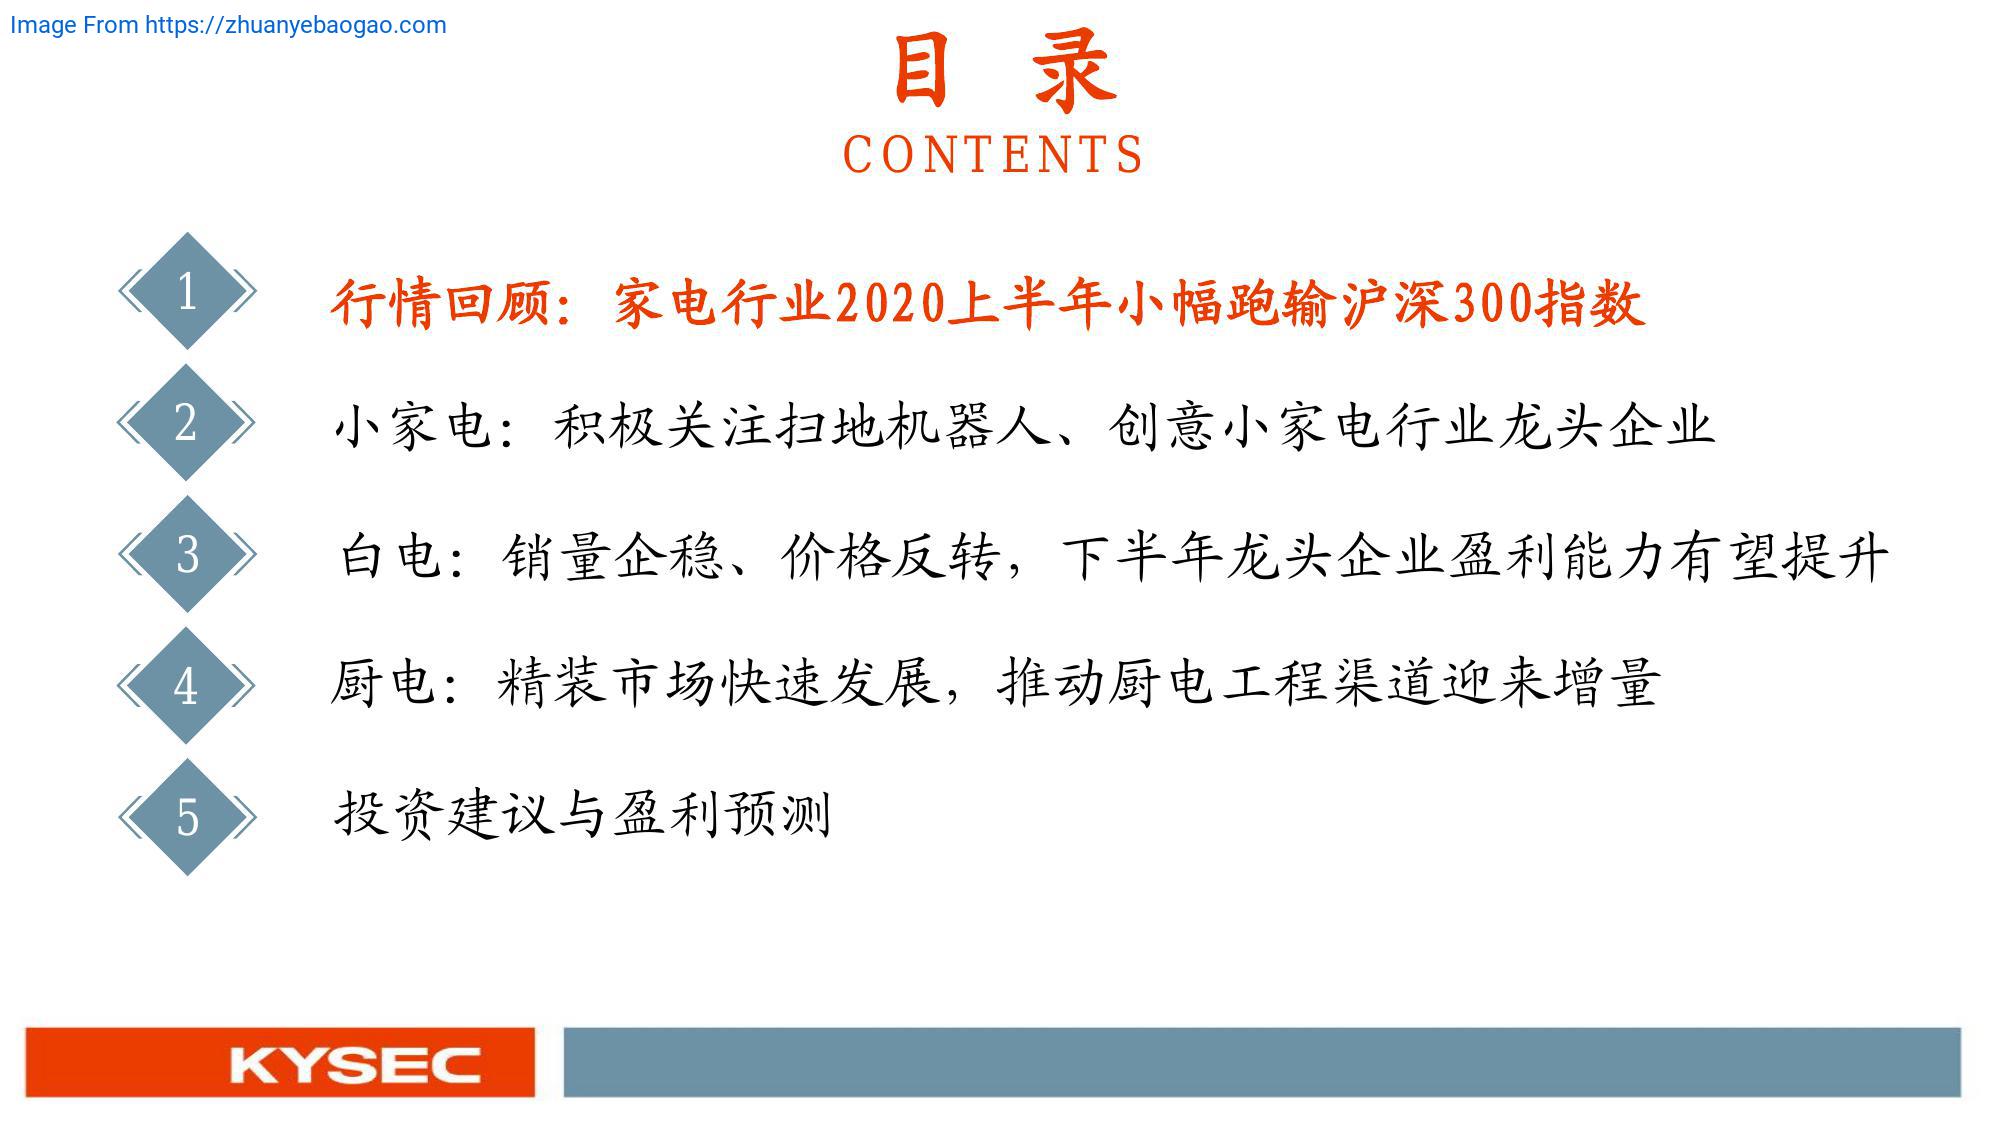 Image From https://zhuanyebaogao.com
目 录
CONTENTS
1 行情回顾：家电行业2020上半年小幅跑输沪深300指数
2 小家电：积极关注扫地机器人、创意小家电行业龙头企业
3 白电：销量企稳、价格反转，下半年龙头企业盈利能力有望提升
4 厨电：精装市场快速发展，推动厨电工程渠道迎来增量
5 投资建议与盈利预测
KYSEC